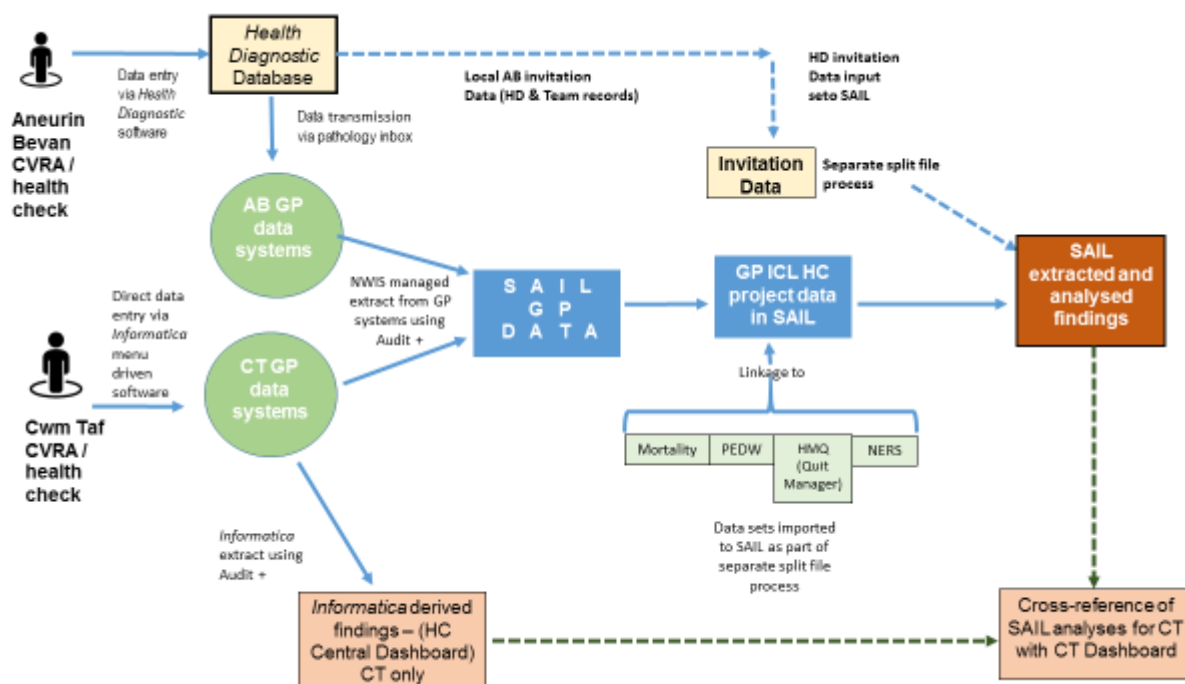 Health
Diagnostic
Database
Data entry
via Health
Diagnostic
software
Aneurin
Bevan
CVRA /
health
check
Local AB invitation
Data (HD & Team records)
HD invitation
Data input
seto SAIL
Data transmission
via pathology inbox
Invitation
Data
Separate split file
process
AB GP
data
systems
SAIL
extracted and
analysed
findings
NWIS managed
extract from GP
systems using
Audit +
S A I L
G P
D A T A
GP ICL HC
project data
in SAIL
Direct data
entry via
Informatica
menu
driven
software
CT GP
data
systems
Linkage to
Cwm Taf
CVRA /
health
check
Mortality
PEDW
HMQ
(Quit
Manager)
NERS
Informatica
extract using
Audit +
Data sets imported
to SAIL as part of
separate split file
process
Informatica derived
findings – (HC
Central Dashboard)
CT only
Cross-reference of
SAIL analyses for CT
with CT Dashboard